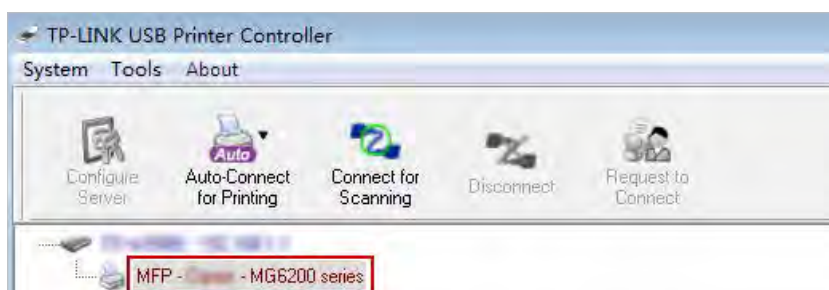 TP-LINK USB Printer Controller
System Tools About
Auto
Configure Server
Auto-Connect for Printing
Connect for Scanning
Disconnect
Request to Connect
MFP - - MG6200 series